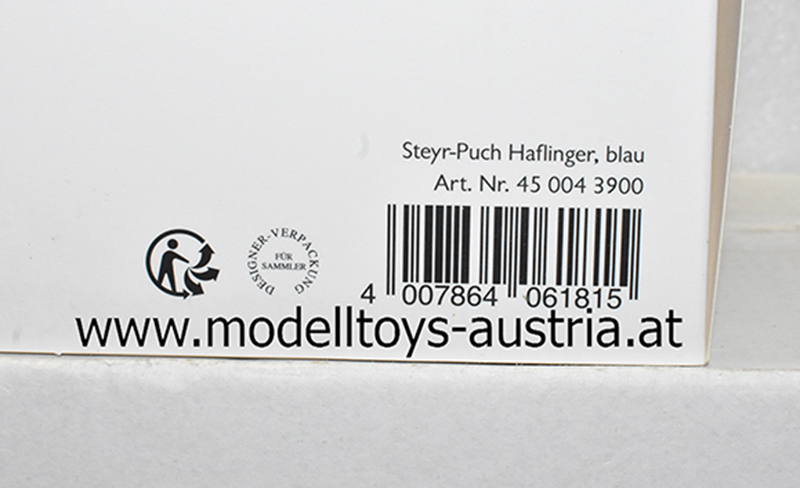 Steyr-Puch Haflinger, blau
Art. Nr. 45 004 3900
DESIGNER-VERPACKUNG
FÜR
SAMMLER
4 007864 061815
www.modelltoys-austria.at